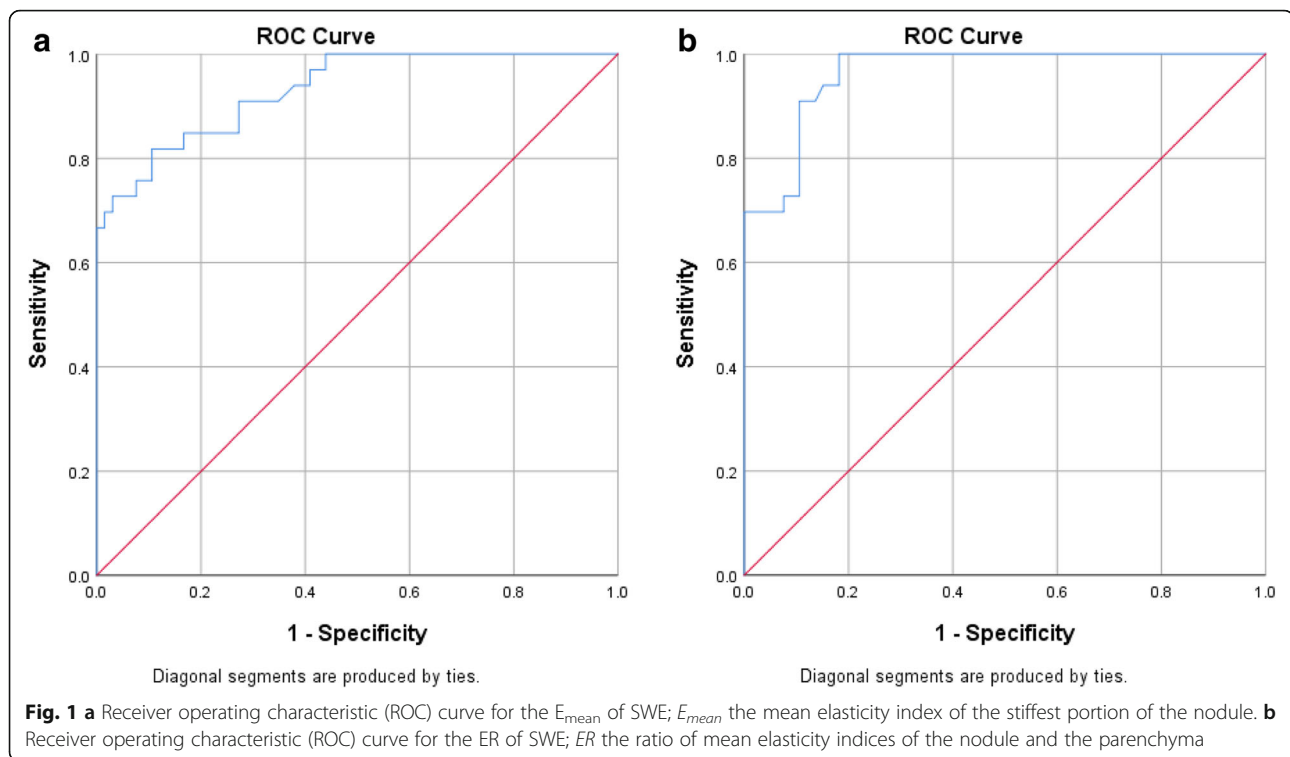 a
ROC Curve
1.0
0.8
0.6
0.4
0.2
0.0
0.0 0.2 0.4 0.6 0.8 1.0
Sensitivity
1 - Specificity
Diagonal segments are produced by ties.
b
ROC Curve
1.0
0.8
0.6
0.4
0.2
0.0
0.0 0.2 0.4 0.6 0.8 1.0
Sensitivity
1 - Specificity
Diagonal segments are produced by ties.
Fig. 1 a Receiver operating characteristic (ROC) curve for the Emean of SWE; Emean the mean elasticity index of the stiffest portion of the nodule. b
Receiver operating characteristic (ROC) curve for the ER of SWE; ER the ratio of mean elasticity indices of the nodule and the parenchyma